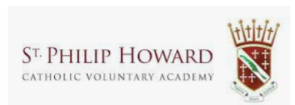 ST. PHILIP HOWARD
CATHOLIC VOLUNTARY ACADEMY